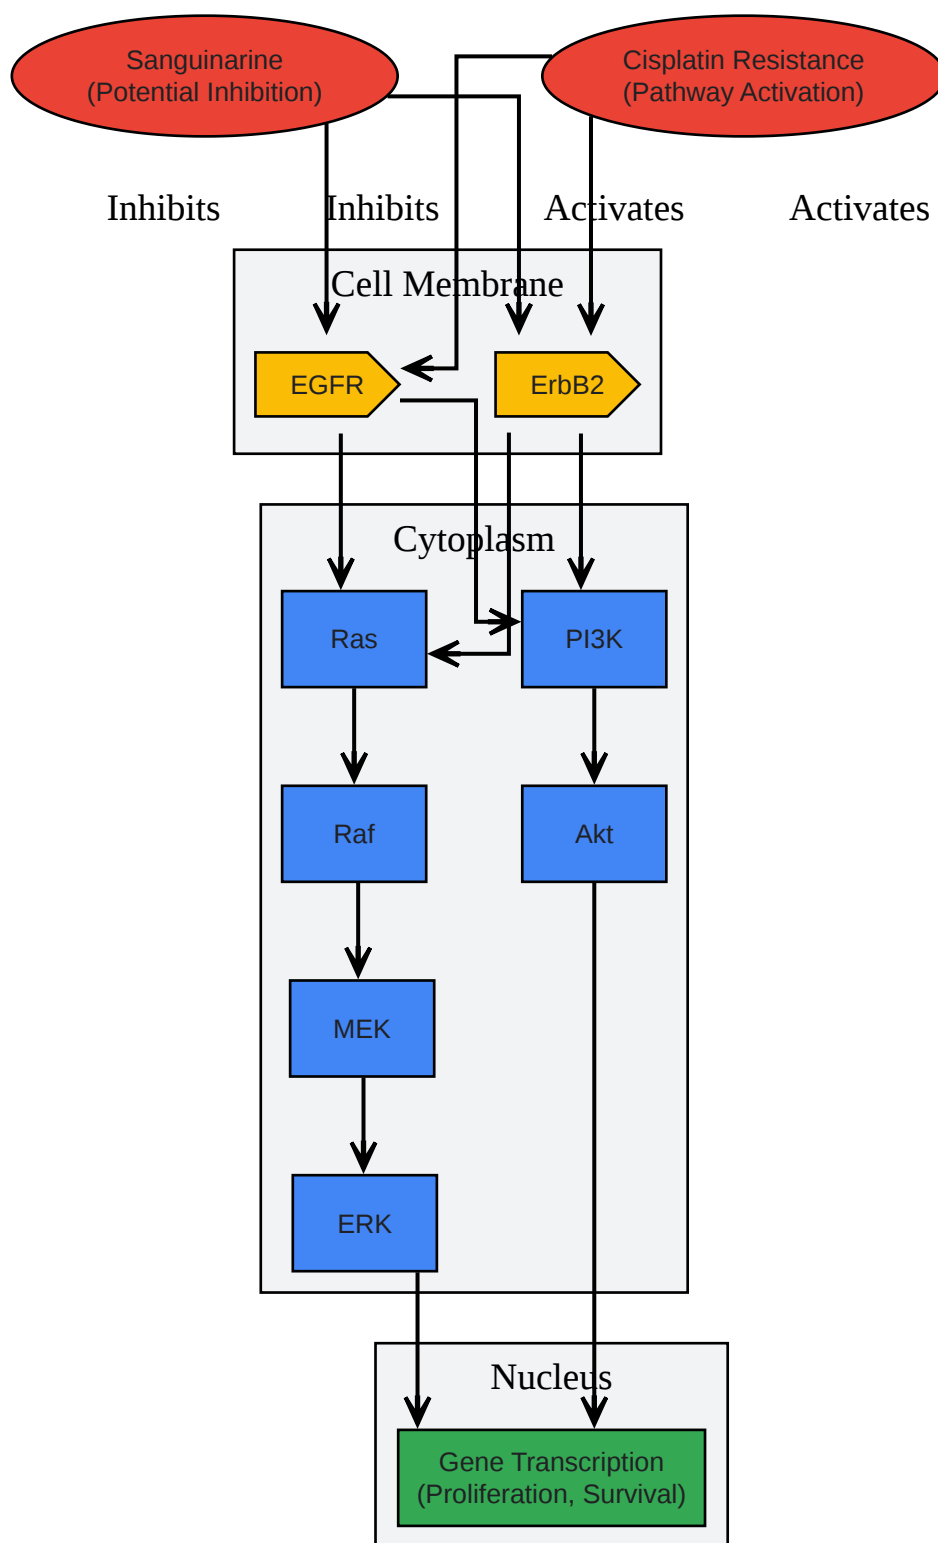 Sanguinarine
(Potential Inhibition)
Cisplatin Resistance
(Pathway Activation)
Inhibits
Inhibits
Activates
Activates
Cell Membrane
EGFR
ErbB2
Cytoplasm
Ras
PI3K
Raf
Akt
MEK
ERK
Nucleus
Gene Transcription
(Proliferation, Survival)